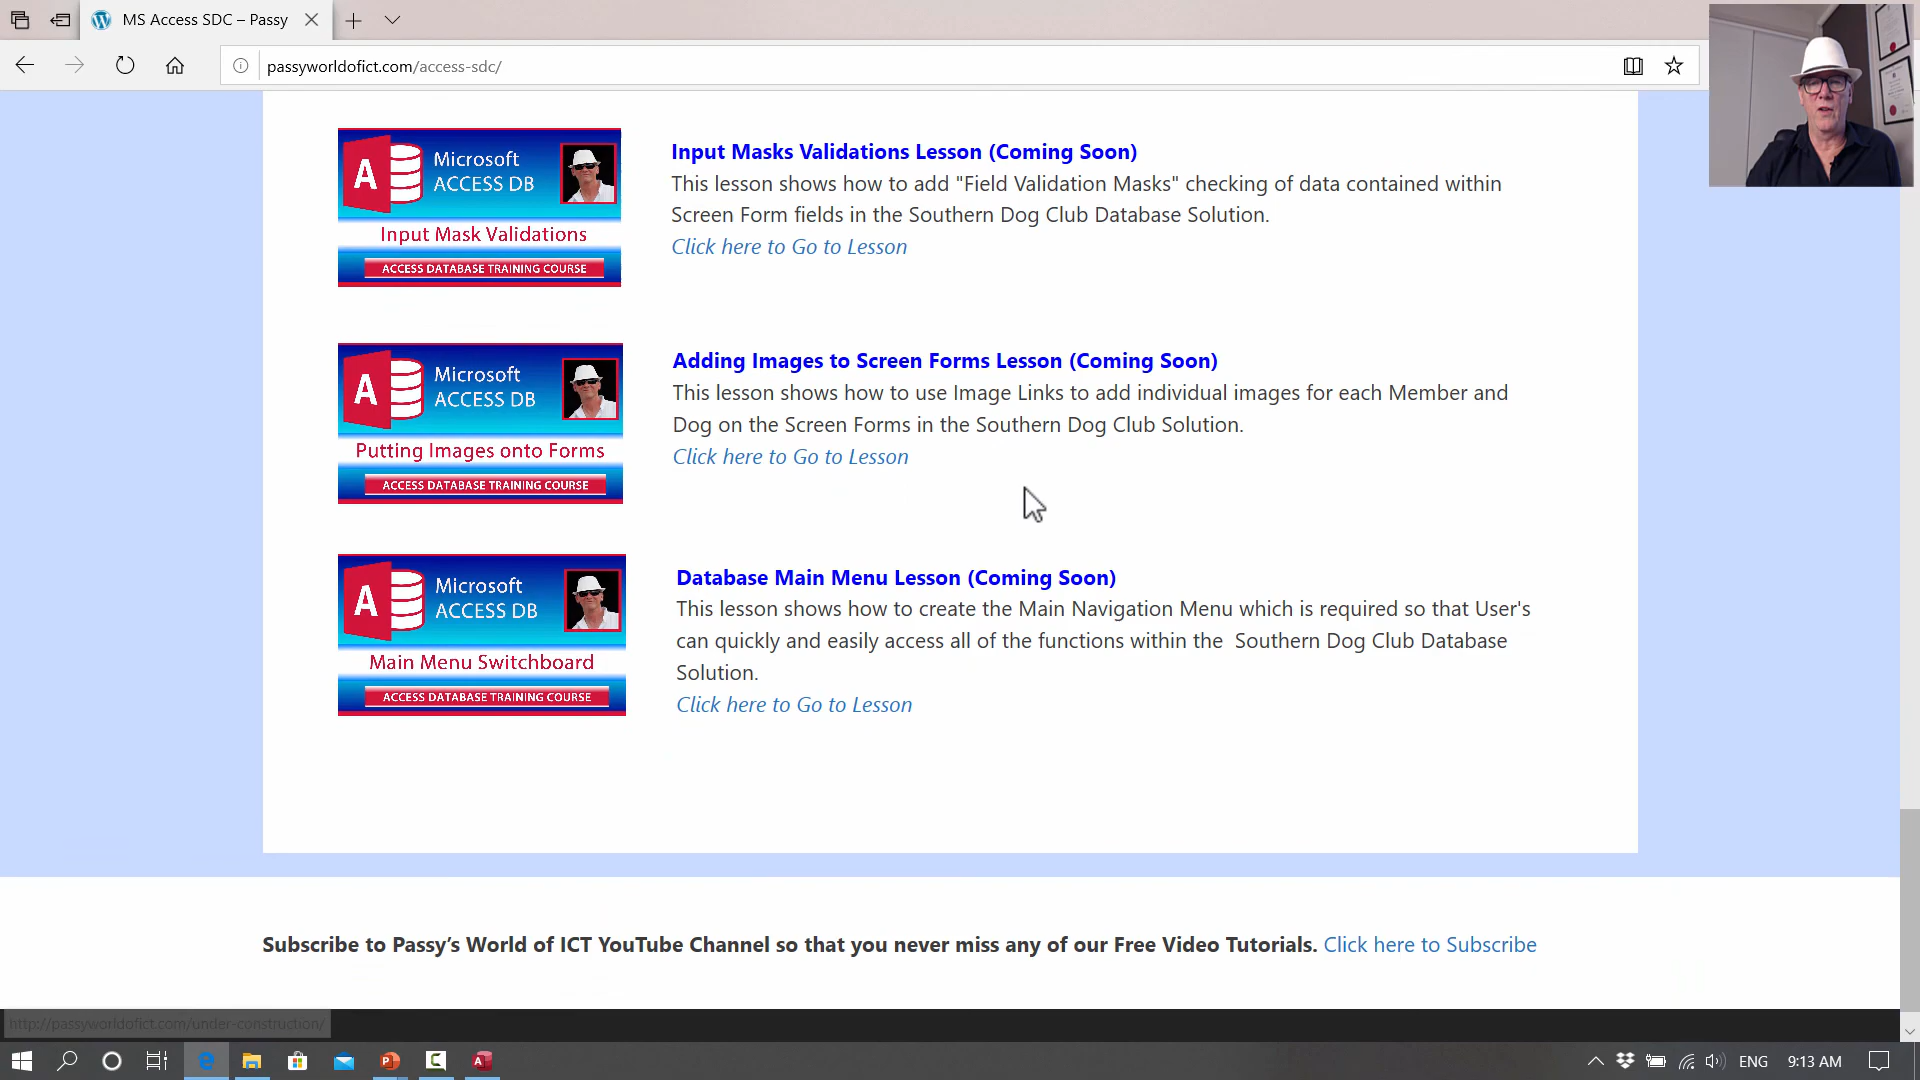 MS Access SDC – Passy
passyworldofict.com/access-sdc/
A
Microsoft
ACCESS DB
Input Mask Validations
ACCESS DATABASE TRAINING COURSE
Input Masks Validations Lesson (Coming Soon)
This lesson shows how to add "Field Validation Masks" checking of data contained within
Screen Form fields in the Southern Dog Club Database Solution.
Click here to Go to Lesson
A
Microsoft
ACCESS DB
Putting Images onto Forms
ACCESS DATABASE TRAINING COURSE
Adding Images to Screen Forms Lesson (Coming Soon)
This lesson shows how to use Image Links to add individual images for each Member and
Dog on the Screen Forms in the Southern Dog Club Solution.
Click here to Go to Lesson
A
Microsoft
ACCESS DB
Main Menu Switchboard
ACCESS DATABASE TRAINING COURSE
Database Main Menu Lesson (Coming Soon)
This lesson shows how to create the Main Navigation Menu which is required so that User's
can quickly and easily access all of the functions within the Southern Dog Club Database
Solution.
Click here to Go to Lesson
Subscribe to Passy's World of ICT YouTube Channel so that you never miss any of our Free Video Tutorials. Click here to Subscribe
http://passyworldofict.com/under-construction/
ENG
9:13 AM